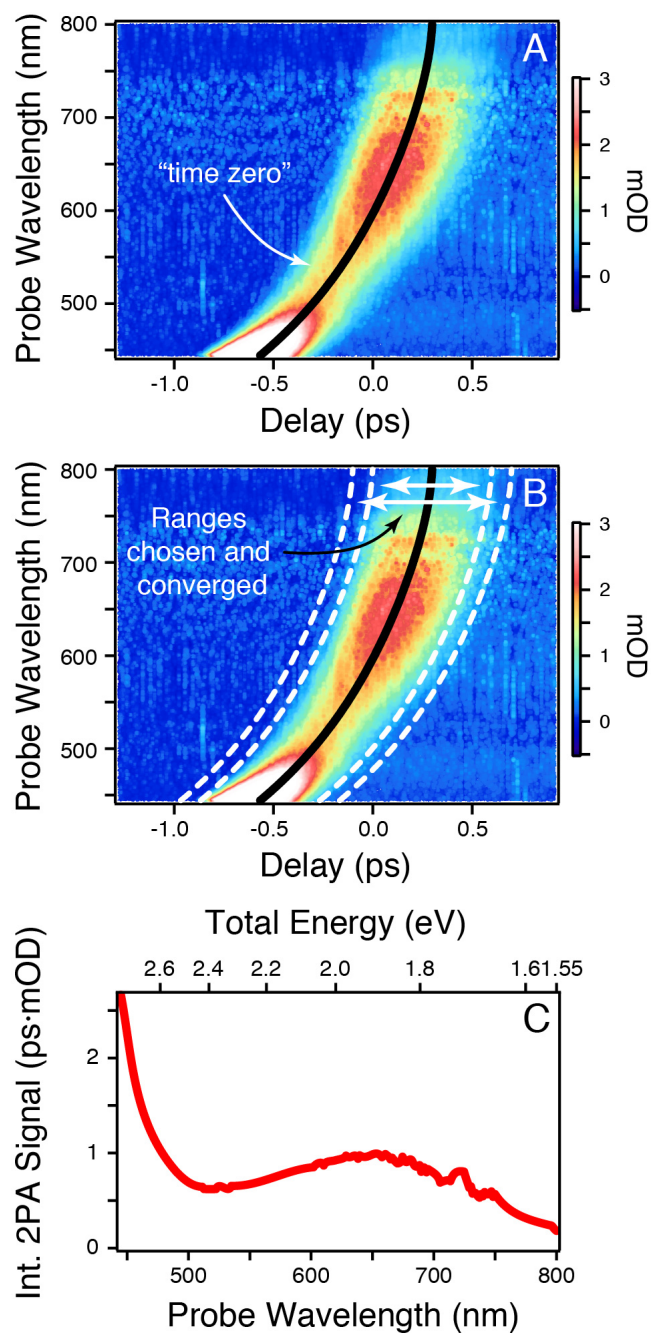 800
700
600
500
Probe Wavelength (nm)
A
"time zero"
3
2
1
0
mOD
-1.0 -0.5 0.0 0.5
Delay (ps)
800
700
600
500
Probe Wavelength (nm)
B
Ranges
chosen and
converged
3
2
1
0
mOD
-1.0 -0.5 0.0 0.5
Delay (ps)
Total Energy (eV)
2.6 2.4 2.2 2.0 1.8 1.61.55
C
Int. 2PA Signal (ps·mOD)
2
1
0
500 600 700 800
Probe Wavelength (nm)